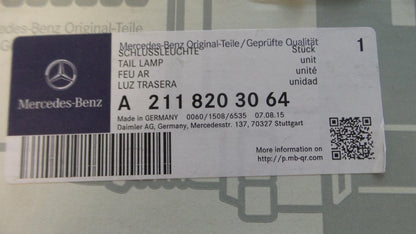 Mercedes-Benz Original-Teile/Geprüfte Qualität
SCHLUSSLEUCHTE Stück 1
TAIL LAMP unit
FEU AR unité
LUZ TRASERA unidad
Mercedes-Benz
A 211 820 30 64
Made in GERMANY 0060/1508/6535 07.08.15
Daimler AG, Germany, Mercedesstr. 137, 70327 Stuttgart
More information on
http://p.mb-qr.com